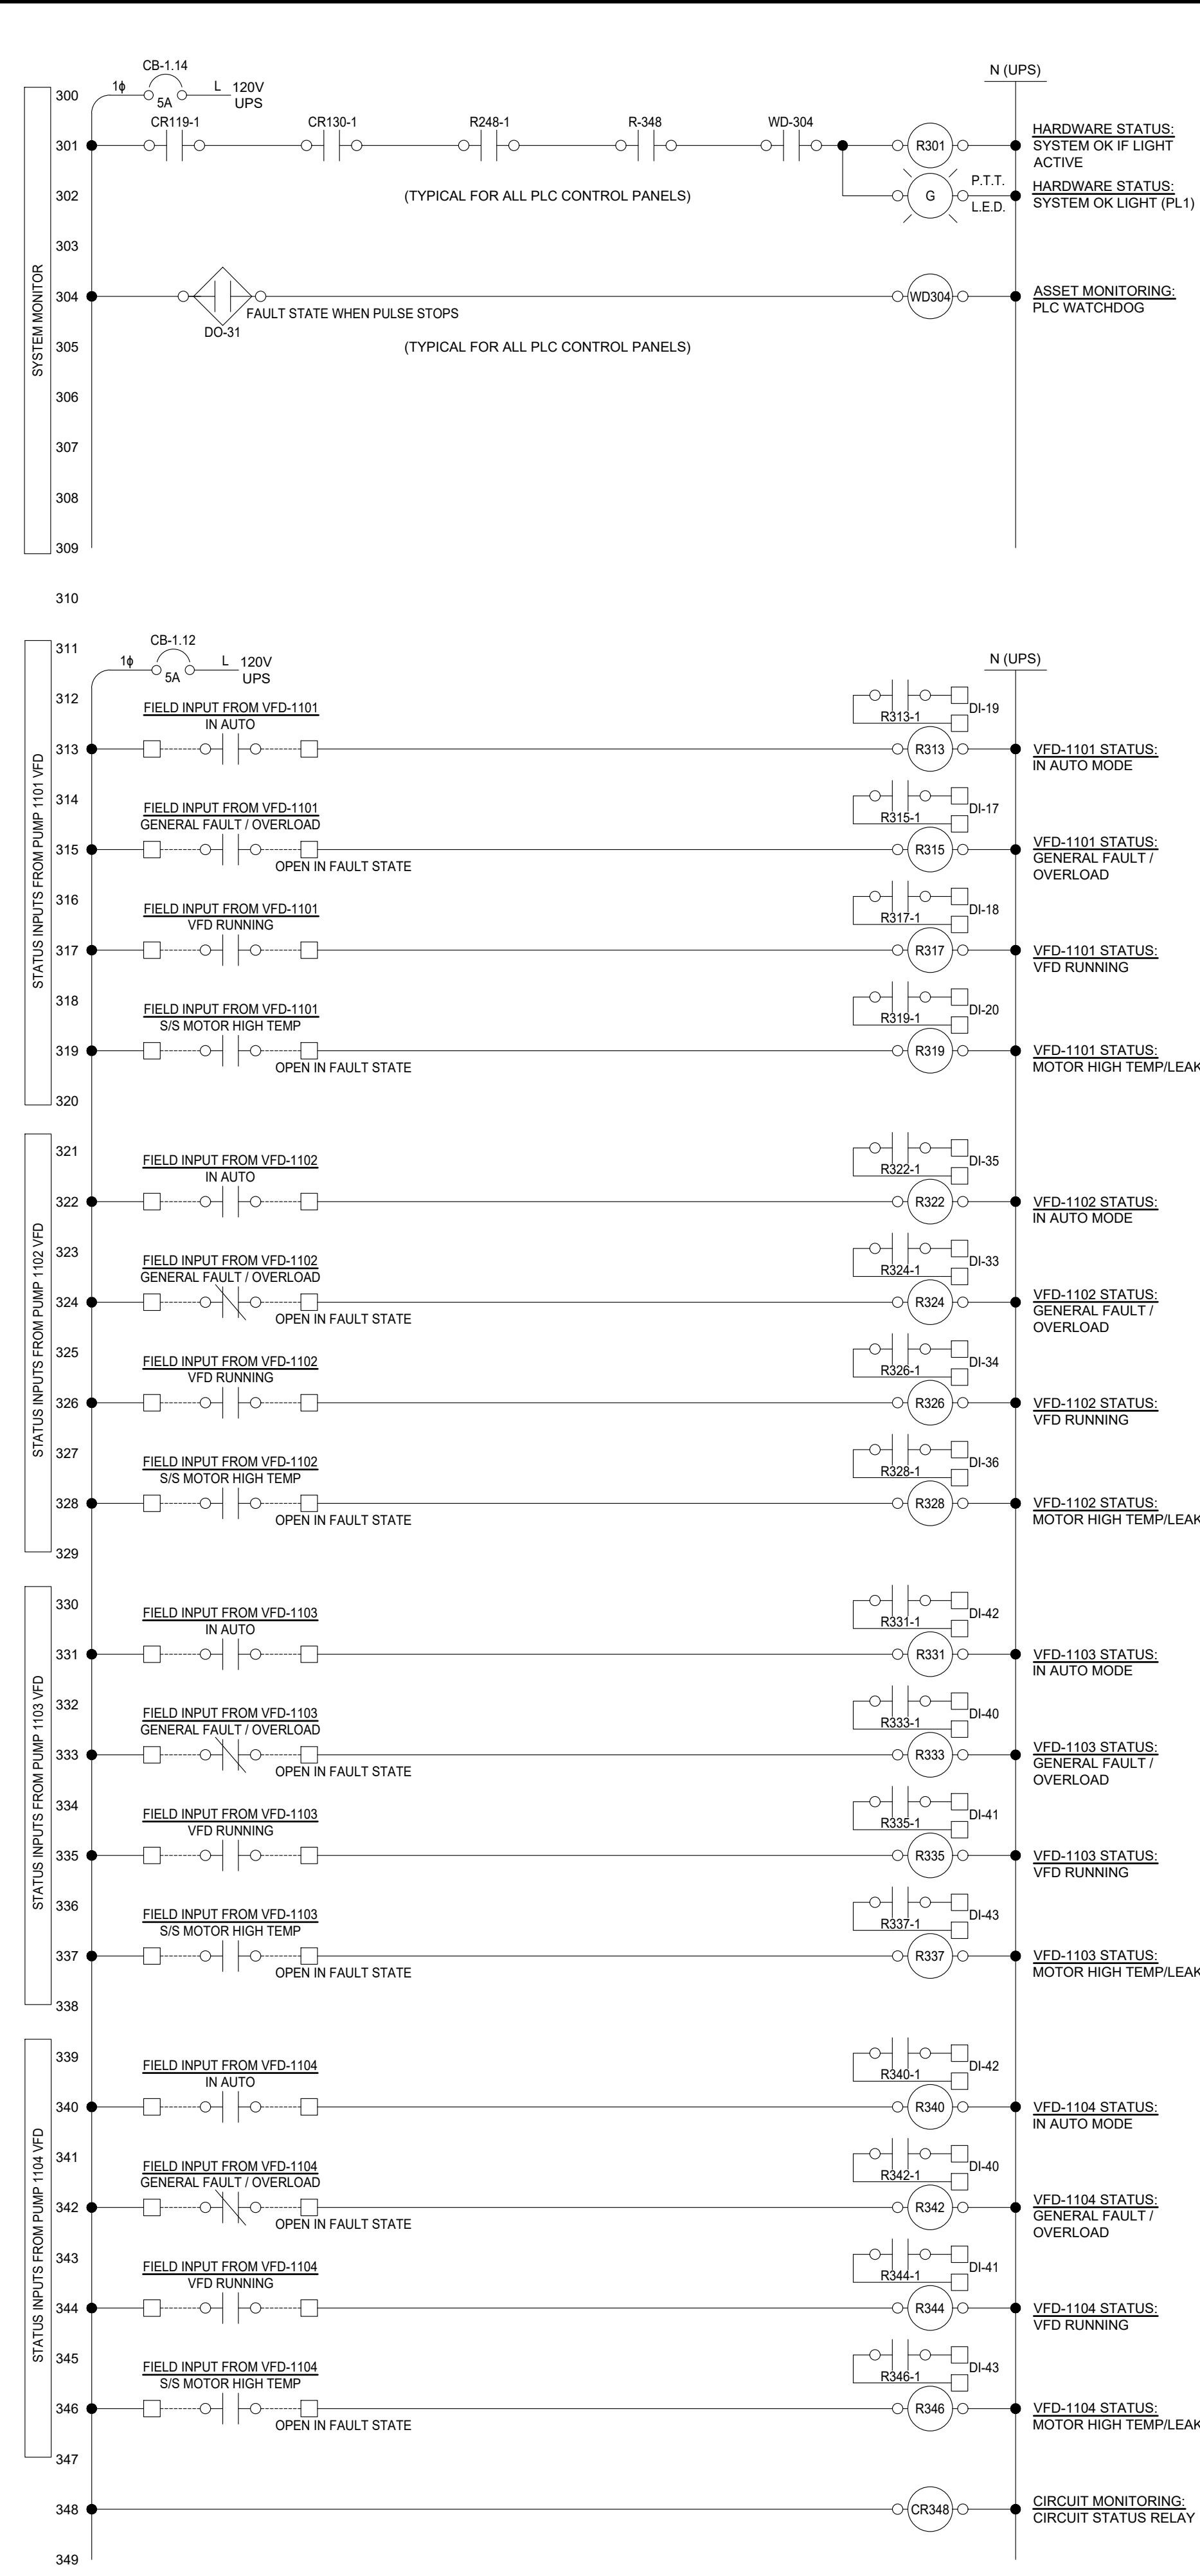 CB-1.14
N (UPS)
300
1ϕ
5A
L
120V
UPS
SYSTEM MONITOR
301
CR119-1
CR130-1
R248-1
R-348
WD-304
R301
HARDWARE STATUS:
SYSTEM OK IF LIGHT
ACTIVE
302
(TYPICAL FOR ALL PLC CONTROL PANELS)
G
P.T.T.
L.E.D.
HARDWARE STATUS:
SYSTEM OK LIGHT (PL1)
303
304
DO-31
FAULT STATE WHEN PULSE STOPS
WD304
ASSET MONITORING:
PLC WATCHDOG
305
(TYPICAL FOR ALL PLC CONTROL PANELS)
306
307
308
309
310
311
CB-1.12
1ϕ
5A
L
120V
UPS
N (UPS)
STATUS INPUTS FROM PUMP 1101 VFD
312
FIELD INPUT FROM VFD-1101
IN AUTO
R313-1
DI-19
313
R313
VFD-1101 STATUS:
IN AUTO MODE
314
FIELD INPUT FROM VFD-1101
GENERAL FAULT / OVERLOAD
R315-1
DI-17
315
OPEN IN FAULT STATE
R315
VFD-1101 STATUS:
GENERAL FAULT /
OVERLOAD
316
FIELD INPUT FROM VFD-1101
VFD RUNNING
R317-1
DI-18
317
R317
VFD-1101 STATUS:
VFD RUNNING
318
FIELD INPUT FROM VFD-1101
S/S MOTOR HIGH TEMP
R319-1
DI-20
319
OPEN IN FAULT STATE
R319
VFD-1101 STATUS:
MOTOR HIGH TEMP/LEAK
320
STATUS INPUTS FROM PUMP 1102 VFD
321
FIELD INPUT FROM VFD-1102
IN AUTO
R322-1
DI-35
322
R322
VFD-1102 STATUS:
IN AUTO MODE
323
FIELD INPUT FROM VFD-1102
GENERAL FAULT / OVERLOAD
R324-1
DI-33
324
OPEN IN FAULT STATE
R324
VFD-1102 STATUS:
GENERAL FAULT /
OVERLOAD
325
FIELD INPUT FROM VFD-1102
VFD RUNNING
R326-1
DI-34
326
R326
VFD-1102 STATUS:
VFD RUNNING
327
FIELD INPUT FROM VFD-1102
S/S MOTOR HIGH TEMP
R328-1
DI-36
328
OPEN IN FAULT STATE
R328
VFD-1102 STATUS:
MOTOR HIGH TEMP/LEAK
329
STATUS INPUTS FROM PUMP 1103 VFD
330
FIELD INPUT FROM VFD-1103
IN AUTO
R331-1
DI-42
331
R331
VFD-1103 STATUS:
IN AUTO MODE
332
FIELD INPUT FROM VFD-1103
GENERAL FAULT / OVERLOAD
R333-1
DI-40
333
OPEN IN FAULT STATE
R333
VFD-1103 STATUS:
GENERAL FAULT /
OVERLOAD
334
FIELD INPUT FROM VFD-1103
VFD RUNNING
R335-1
DI-41
335
R335
VFD-1103 STATUS:
VFD RUNNING
336
FIELD INPUT FROM VFD-1103
S/S MOTOR HIGH TEMP
R337-1
DI-43
337
OPEN IN FAULT STATE
R337
VFD-1103 STATUS:
MOTOR HIGH TEMP/LEAK
338
STATUS INPUTS FROM PUMP 1104 VFD
339
FIELD INPUT FROM VFD-1104
IN AUTO
R340-1
DI-42
340
R340
VFD-1104 STATUS:
IN AUTO MODE
341
FIELD INPUT FROM VFD-1104
GENERAL FAULT / OVERLOAD
R342-1
DI-40
342
OPEN IN FAULT STATE
R342
VFD-1104 STATUS:
GENERAL FAULT /
OVERLOAD
343
FIELD INPUT FROM VFD-1104
VFD RUNNING
R344-1
DI-41
344
R344
VFD-1104 STATUS:
VFD RUNNING
345
FIELD INPUT FROM VFD-1104
S/S MOTOR HIGH TEMP
R346-1
DI-43
346
OPEN IN FAULT STATE
R346
VFD-1104 STATUS:
MOTOR HIGH TEMP/LEAK
347
348
CR348
CIRCUIT MONITORING:
CIRCUIT STATUS RELAY
349